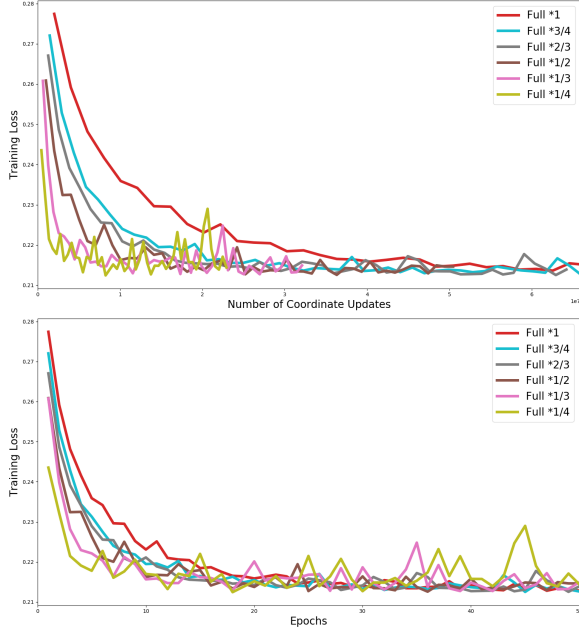 0.28
Full *1
Full *3/4
Full *2/3
Full *1/2
Full *1/3
Full *1/4
0.27
0.26
Training Loss
0.25
0.24
0.23
0.22
0.21
0 1 2 3 4 5 6
Number of Coordinate Updates
0.28
Full *1
Full *3/4
Full *2/3
Full *1/2
Full *1/3
Full *1/4
0.27
0.26
Training Loss
0.25
0.24
0.23
0.22
0.21
0 10 20 30 40
Epochs